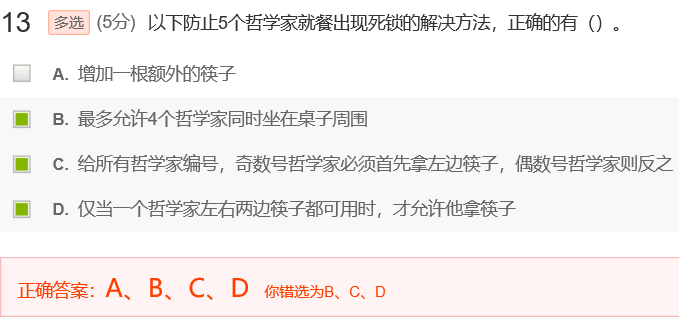 13 多选 (5分) 以下防止5个哲学家就餐出现死锁的解决方法，正确的有（）。
A. 增加一根额外的筷子
B. 最多允许4个哲学家同时坐在桌子周围
C. 给所有哲学家编号，奇数号哲学家必须首先拿左边筷子，偶数号哲学家则反之
D. 仅当一个哲学家左右两边筷子都可用时，才允许他拿筷子
正确答案：A、B、C、D 你错选为B、C、D